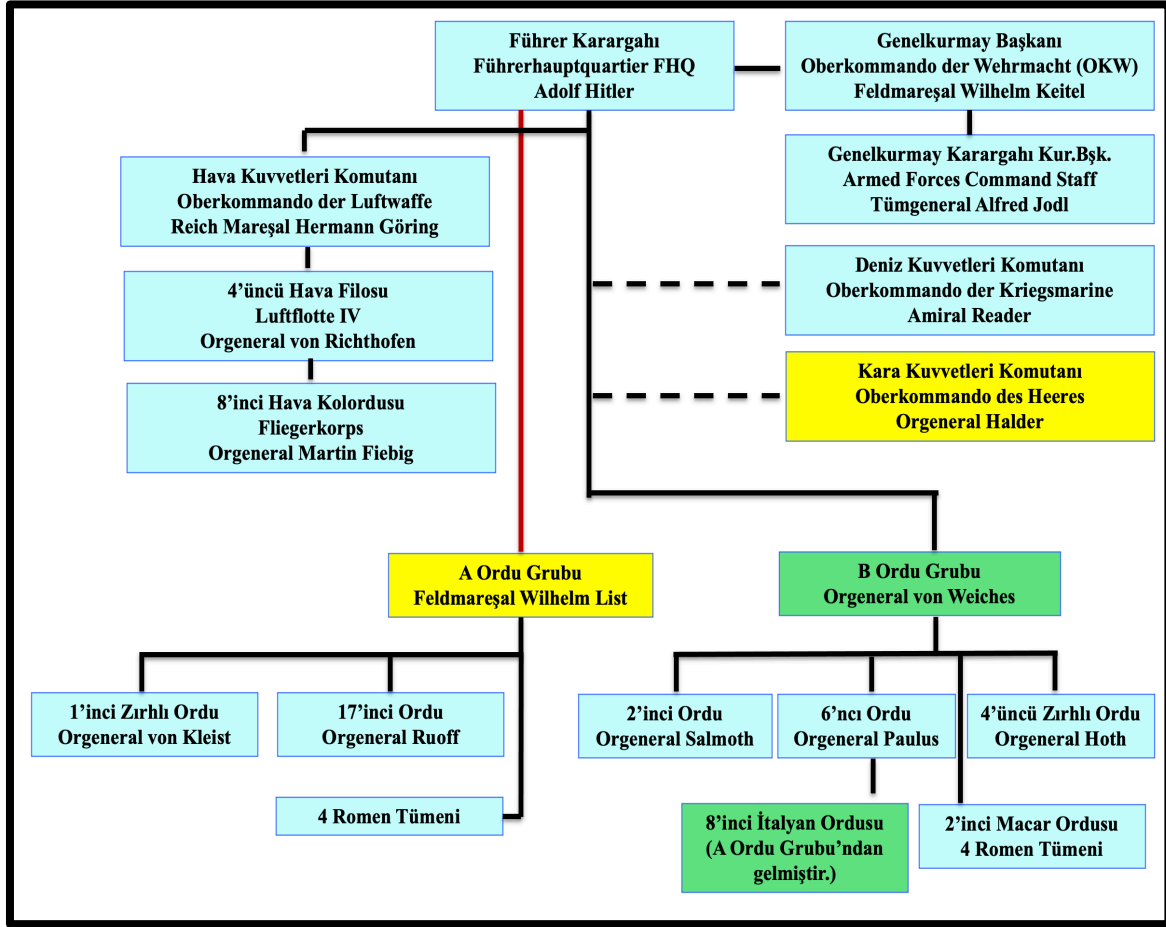 Führer Karargahı
Führerhauptquartier FHQ
Adolf Hitler
Genelkurmay Başkanı
Oberkommando der Wehrmacht (OKW)
Feldmareşal Wilhelm Keitel
Genelkurmay Karargahı Kur.Bşk.
Armed Forces Command Staff
Tümgeneral Alfred Jodl
Hava Kuvvetleri Komutanı
Oberkommando der Luftwaffe
Reich Mareşal Hermann Göring
4’üncü Hava Filosu
Luftflotte IV
Orgeneral von Richthofen
8’inci Hava Kolordusu
Fliegerkorps
Orgeneral Martin Fiebig
Deniz Kuvvetleri Komutanı
Oberkommando der Kriegsmarine
Amiral Reader
Kara Kuvvetleri Komutanı
Oberkommando des Heeres
Orgeneral Halder
A Ordu Grubu
Feldmareşal Wilhelm List
B Ordu Grubu
Orgeneral von Weiches
1’inci Zırhlı Ordu
Orgeneral von Kleist
17’inci Ordu
Orgeneral Ruoff
4 Romen Tümeni
2’inci Ordu
Orgeneral Salmoth
6’ncı Ordu
Orgeneral Paulus
4’üncü Zırhlı Ordu
Orgeneral Hoth
8’inci İtalyan Ordusu
(A Ordu Grubu’ndan
gelmiştir.)
2’inci Macar Ordusu
4 Romen Tümeni